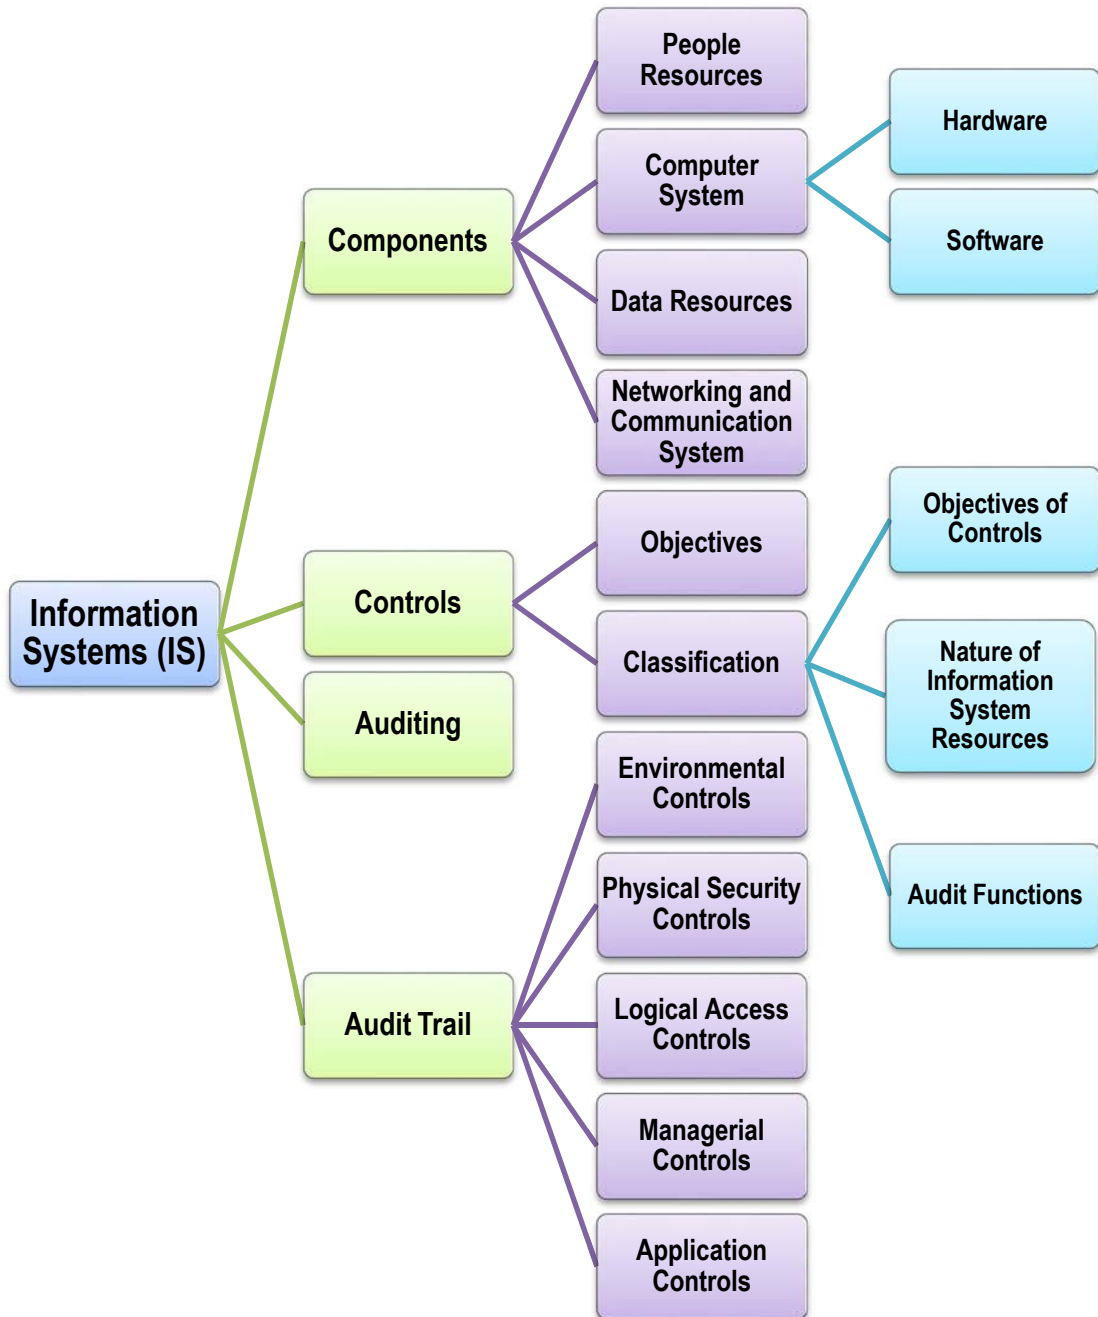 Information
Systems (IS)
Components
People
Resources
Computer
System
Hardware
Software
Data Resources
Networking and
Communication
System
Controls
Objectives
Classification
Objectives of
Controls
Nature of
Information
System
Resources
Audit Functions
Auditing
Audit Trail
Environmental
Controls
Physical Security
Controls
Logical Access
Controls
Managerial
Controls
Application
Controls